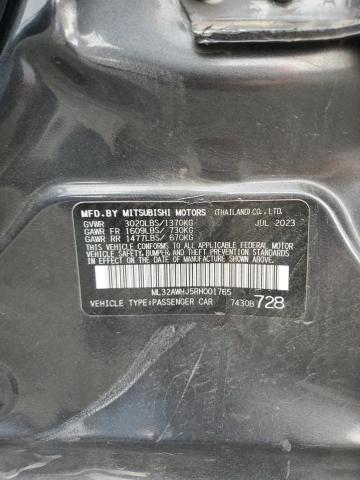 MFD.BY MITSUBISHI MOTORS (THAILAND)CO.,LTD.
GVWR 3020LBS/1370KG JUL 2023
GAWR FR 1609LBS/ 730KG
GAWR RR 1477LBS/ 670KG
THIS VEHICLE CONFORMS TO ALL APPLICABLE FEDERAL MOTOR
VEHICLE SAFETY, BUMPER, AND THEFT PREVENTION STANDARDS IN
EFFECT ON THE DATE OF MANUFACTURE SHOWN ABOVE.
ML32AWHJ5RH001765
VEHICLE TYPE:PASSENGER CAR 7430B 728